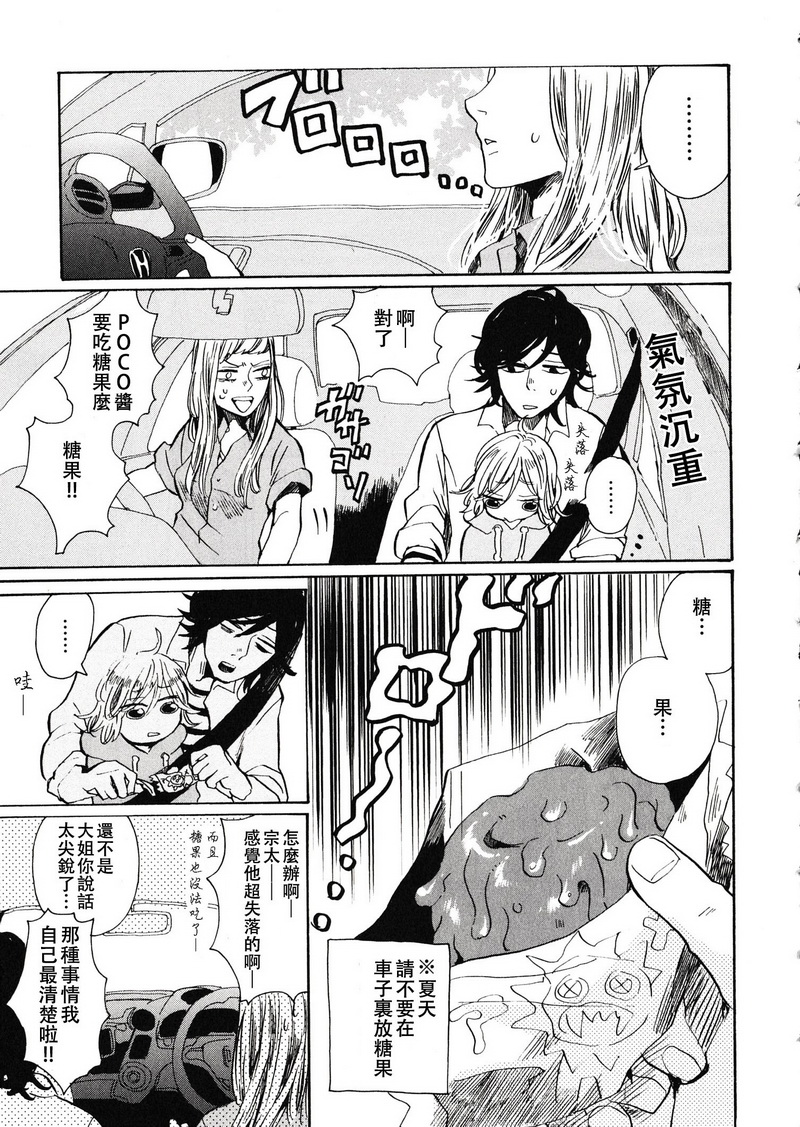 ………
ゴロロロ…
氣氛沉重
啊—
對了
失落
失落
……
ガサガサゴソ
POCO醬
要吃糖果麼
糖果!!
糖…
果…
ドロ〜
※夏天
請不要在
車子裏放糖果
……
哇—
怎麼辦啊—
宗太——
感覺他超失落的啊—
而且
糖果也沒法吃了—
還不是
大姐你說話
太尖銳了…
那種事情我
自己最清楚啦!!